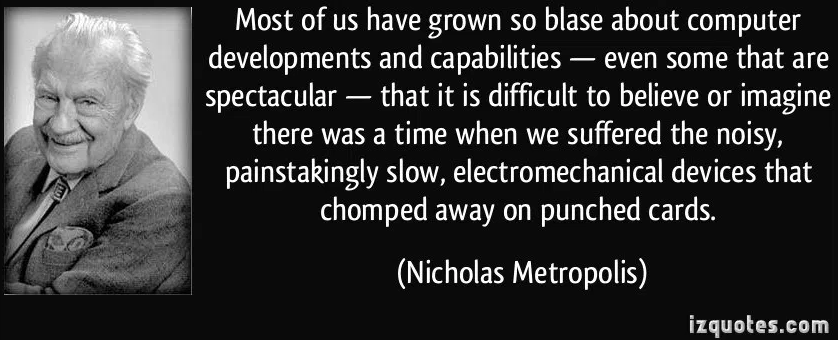 Most of us have grown so blase about computer
developments and capabilities — even some that are
spectacular — that it is difficult to believe or imagine
there was a time when we suffered the noisy,
painstakingly slow, electromechanical devices that
chomped away on punched cards.
(Nicholas Metropolis)
izquotes.com